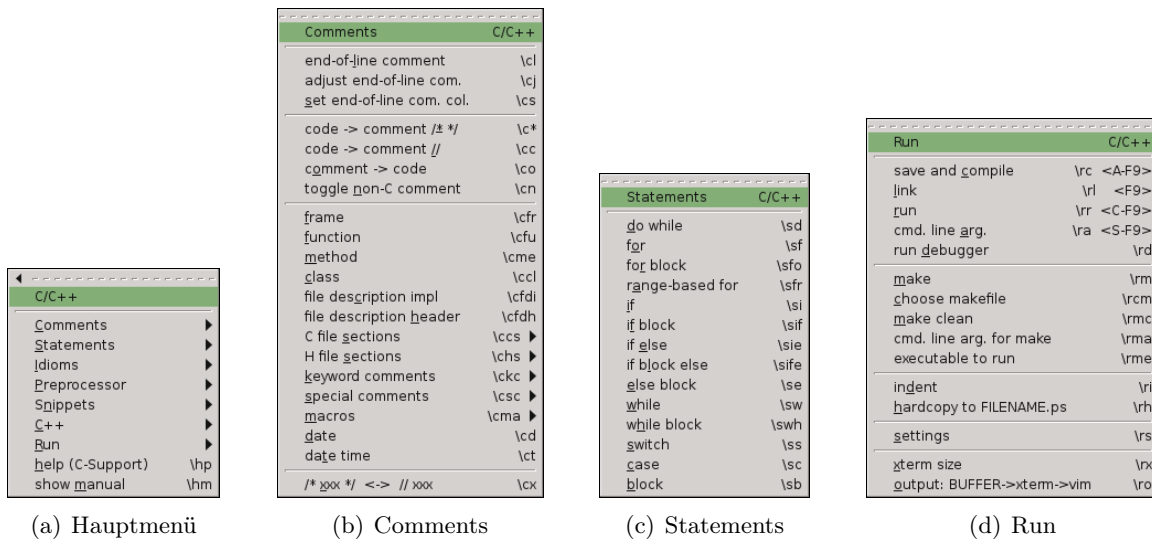 C/C++
Comments
Statements
Idioms
Preprocessor
Snippets
C++
Run
help (C-Support) \hp
show manual \hm
(a) Hauptmenü
Comments C/C++
end-of-line comment \cl
adjust end-of-line com. \cj
set end-of-line com. col. \cs
code -> comment /* */ \c*
code -> comment // \cc
comment -> code \co
toggle non-C comment \cn
frame \cfr
function \cfu
method \cme
class \ccl
file description impl \cfdi
file description header \cfdh
C file sections \ccs
H file sections \chs
keyword comments \ckc
special comments \csc
macros \cma
date \cd
date time \ct
/* xxx */ <-> // xxx \cx
(b) Comments
Statements C/C++
do while \sd
for \sf
for block \sfo
range-based for \sfr
if \si
if block \sif
if else \sie
if block else \sife
else block \se
while \sw
while block \swh
switch \ss
case \sc
block \sb
(c) Statements
Run C/C++
save and compile \rc <A-F9>
link \rl <F9>
run \rr <C-F9>
cmd. line arg. \ra <S-F9>
run debugger \rd
make \rm
choose makefile \rcm
make clean \rmc
cmd. line arg. for make \rma
executable to run \rme
indent \ri
hardcopy to FILENAME.ps \rh
settings \rs
xterm size \rx
output: BUFFER->xterm->vim \ro
(d) Run